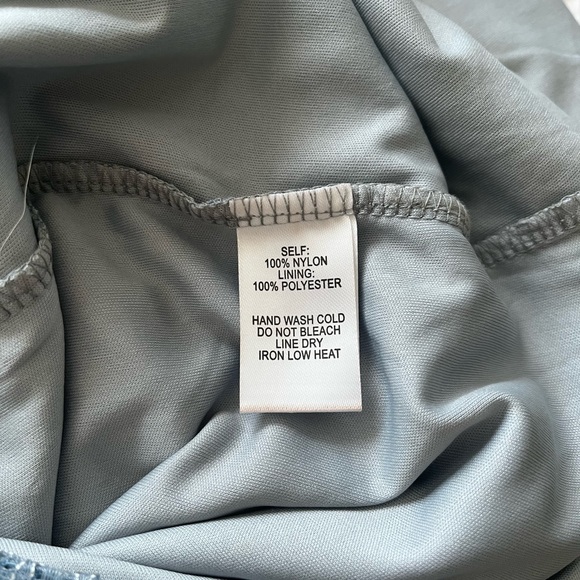 SELF:
100% NYLON
LINING:
100% POLYESTER
HAND WASH COLD
DO NOT BLEACH
LINE DRY
IRON LOW HEAT